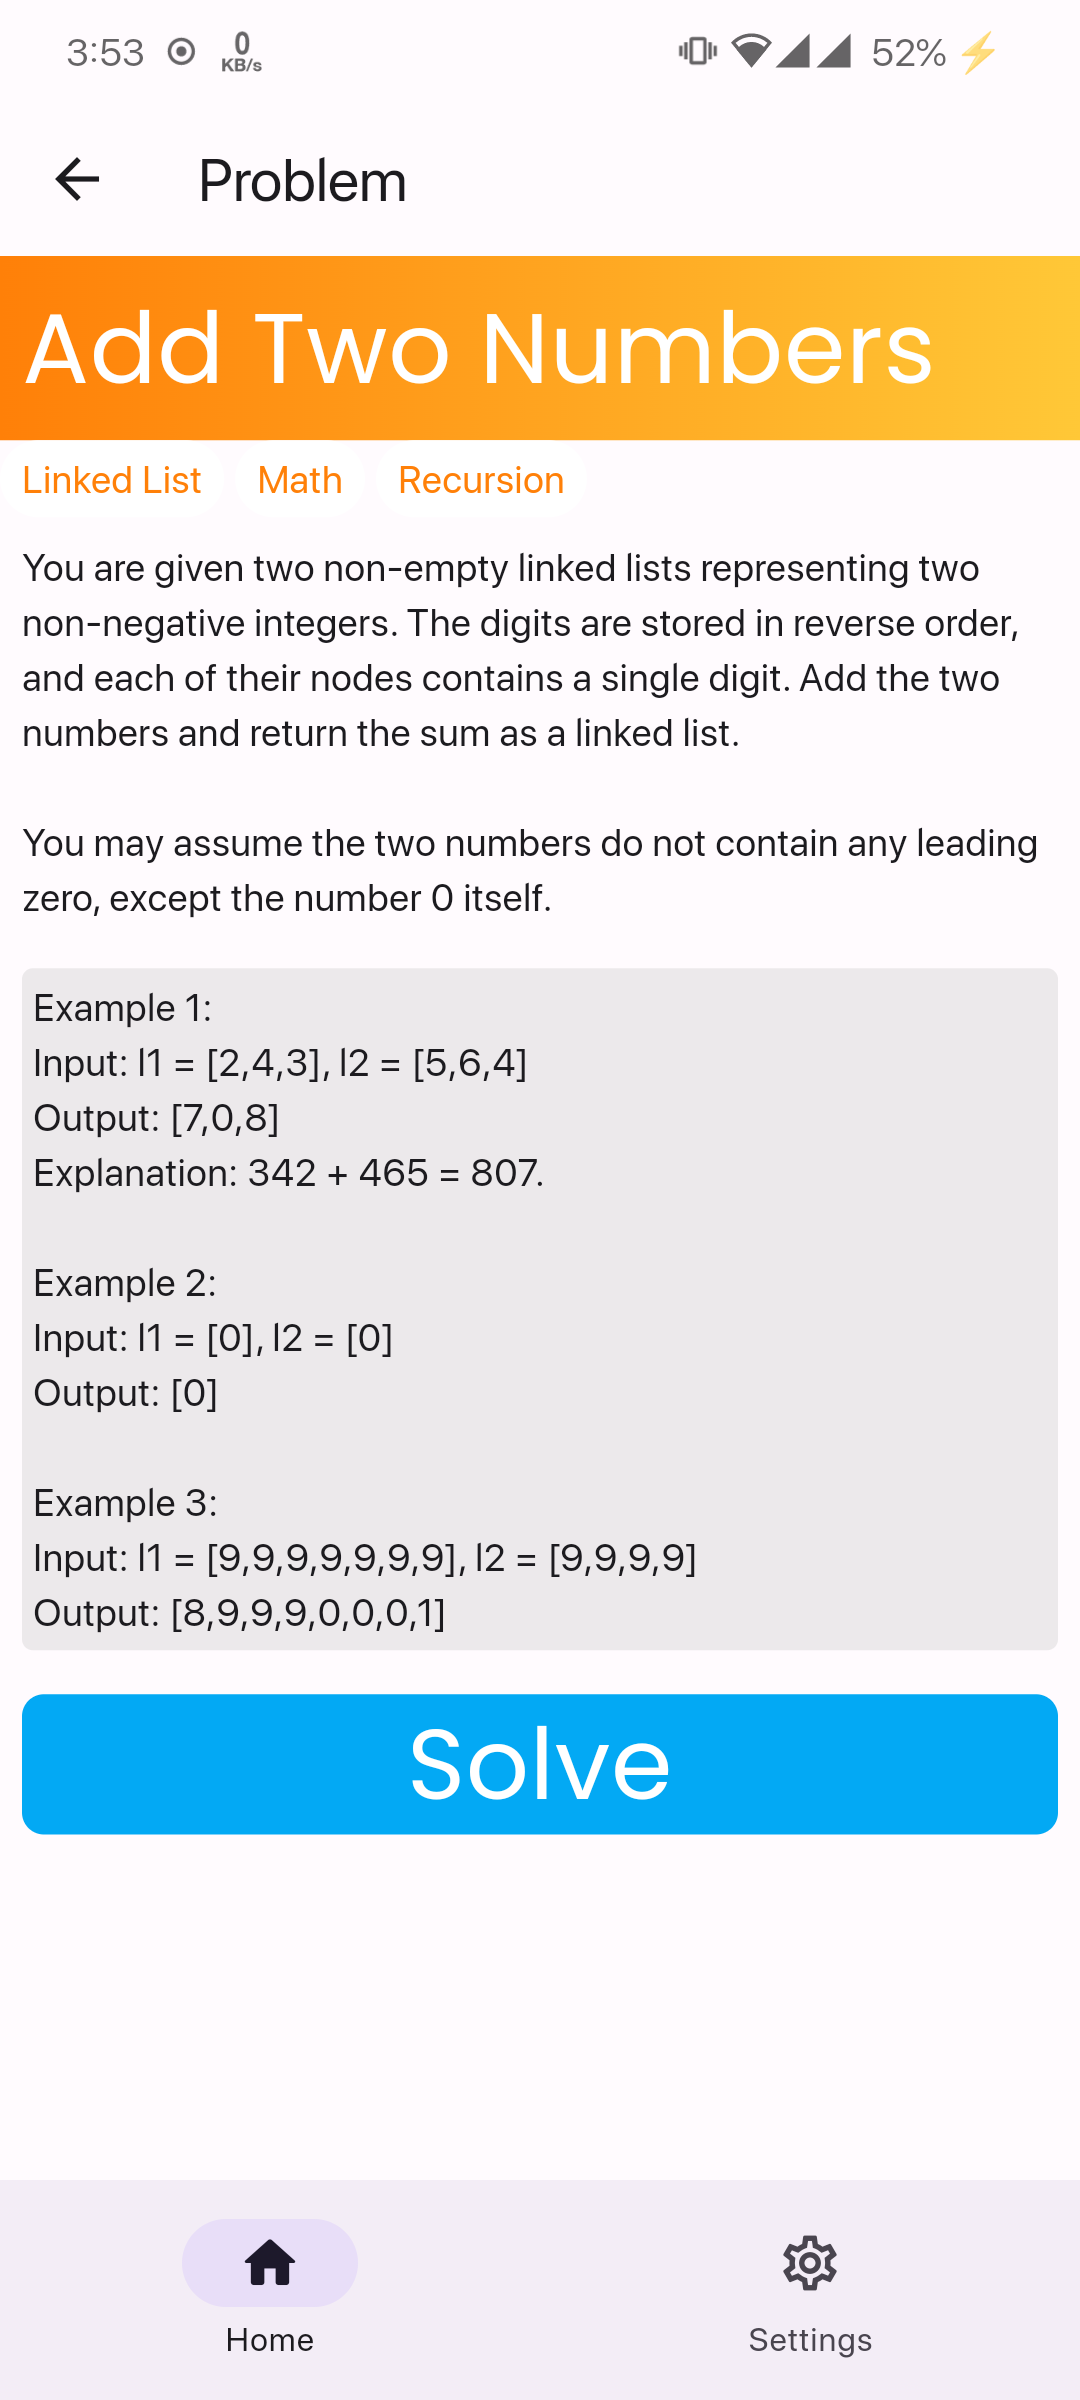 3:53 0 KB/s 52%
Problem
Add Two Numbers
Linked List Math Recursion
You are given two non-empty linked lists representing two
non-negative integers. The digits are stored in reverse order,
and each of their nodes contains a single digit. Add the two
numbers and return the sum as a linked list.
You may assume the two numbers do not contain any leading
zero, except the number 0 itself.
Example 1:
Input: l1 = [2,4,3], l2 = [5,6,4]
Output: [7,0,8]
Explanation: 342 + 465 = 807.
Example 2:
Input: l1 = [0], l2 = [0]
Output: [0]
Example 3:
Input: l1 = [9,9,9,9,9,9,9], l2 = [9,9,9,9]
Output: [8,9,9,9,0,0,0,1]
Solve
Home Settings